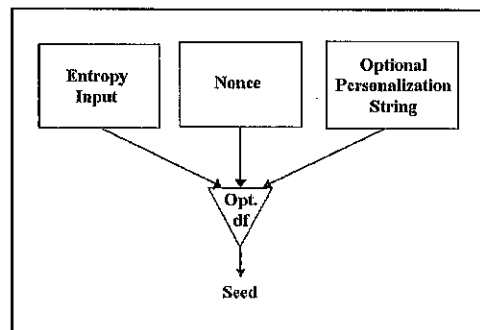 Entropy
Input
Nonce
Optional
Personalization
String
Opt.
df
Seed